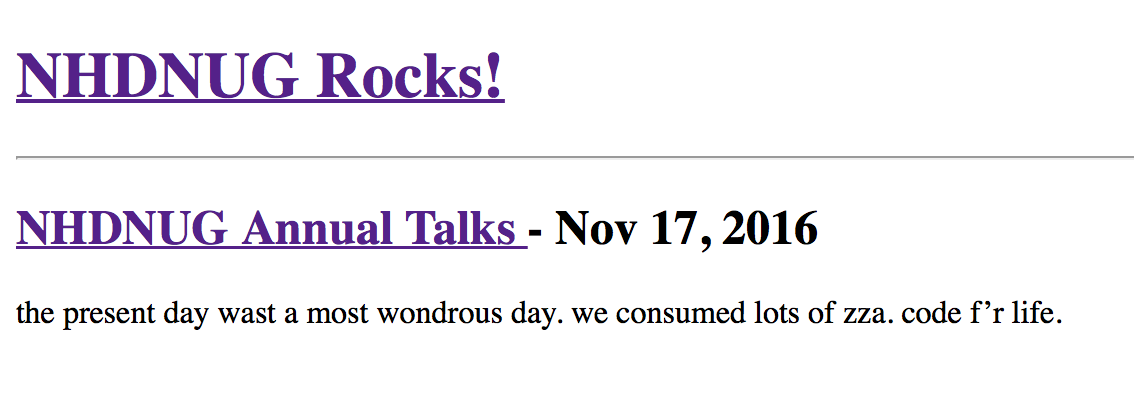 NHDNUG Rocks!
NHDNUG Annual Talks - Nov 17, 2016
the present day wast a most wondrous day. we consumed lots of zza. code f’r life.